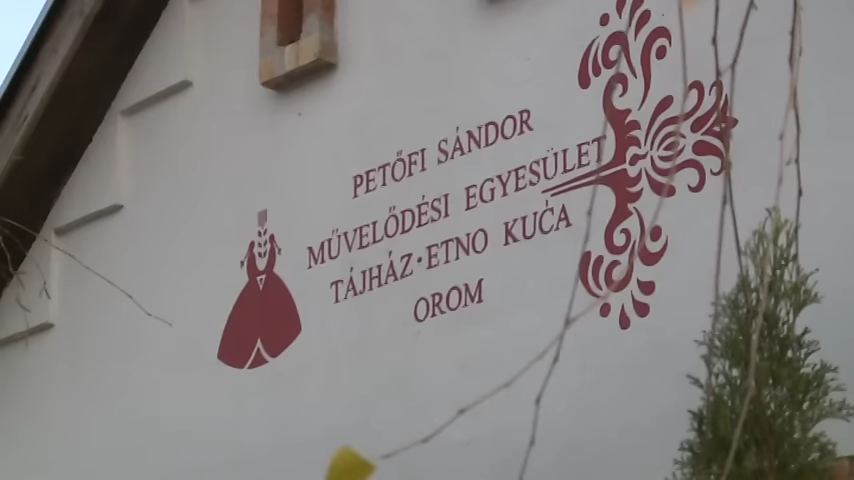 PETŐFI SÁNDOR
MŰVELŐDÉSI EGYESÜLET
TÁJHÁZ·ETNO KUĆA
OROM